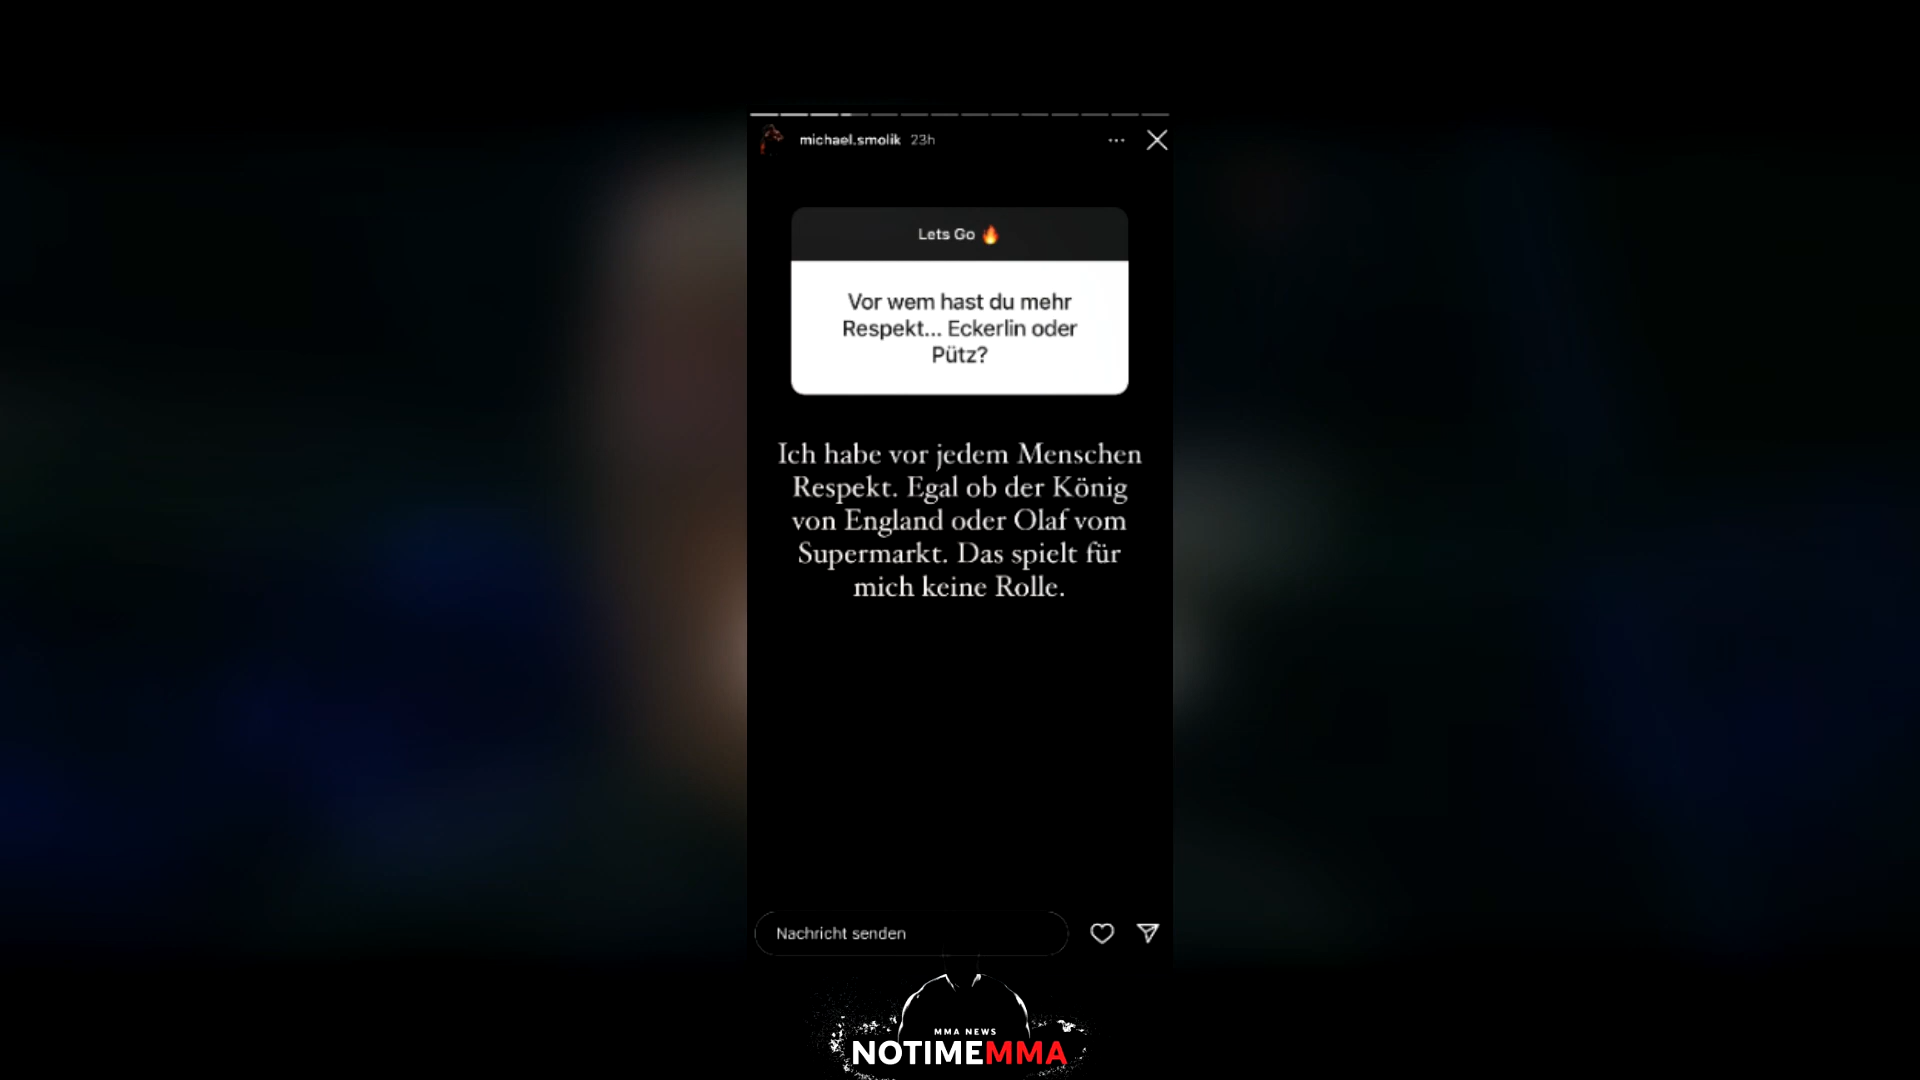 michael.smolik 23h
Lets Go 🔥
Vor wem hast du mehr
Respekt... Eckerlin oder
Pütz?
Ich habe vor jedem Menschen
Respekt. Egal ob der König
von England oder Olaf vom
Supermarkt. Das spielt für
mich keine Rolle.
Nachricht senden
MMA NEWS
NOTIMEMMA